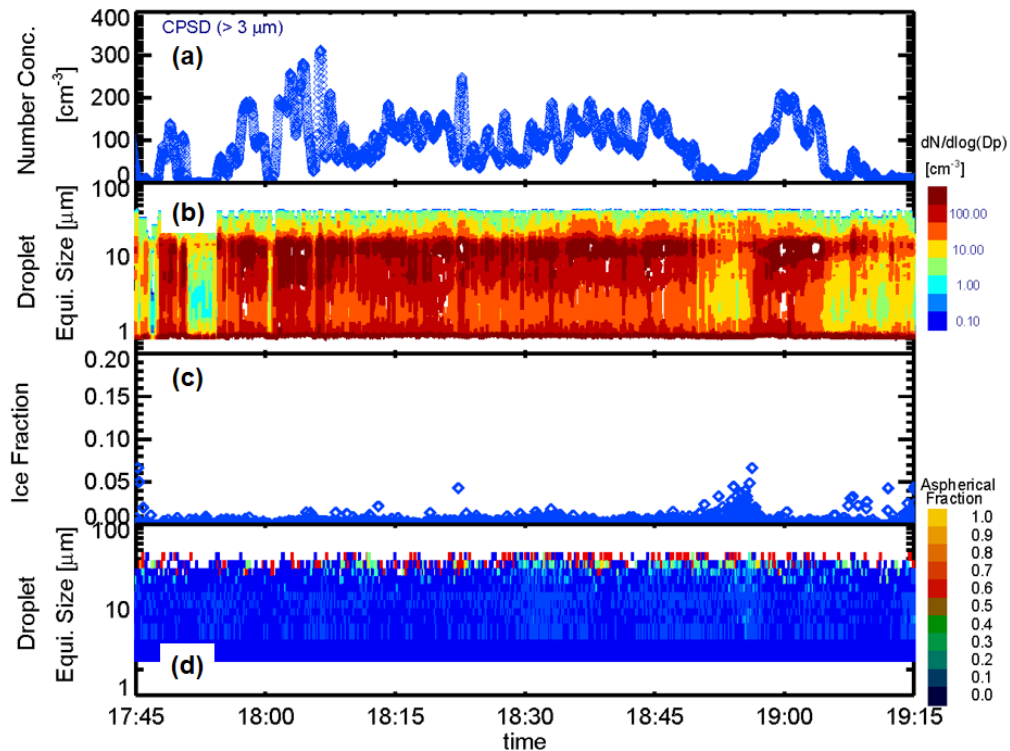 CPSD (> 3 μm)
(a)
Number Conc.
[cm-3]
400
300
200
100
0
(b)
Droplet
Equi. Size [μm]
100
10
1
dN/dlog(Dp)
[cm-3]
100.00
10.00
1.00
0.10
(c)
Ice Fraction
0.20
0.15
0.10
0.05
0.00
(d)
Droplet
Equi. Size [μm]
100
10
1
Aspherical
Fraction
1.0
0.9
0.8
0.7
0.6
0.5
0.4
0.3
0.2
0.1
0.0
17:45 18:00 18:15 18:30 18:45 19:00 19:15
time